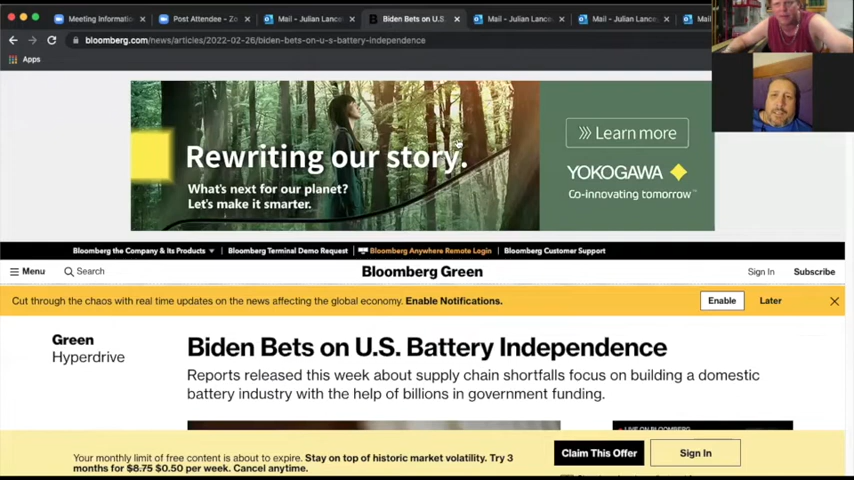 Meeting Informati
Post Attendee - Zo
Mail - Julian Lance
Biden Bets on U.S.
Mail - Julian Lance
Mail - Julian Lance
Mail
bloomberg.com/news/articles/2022-02-26/biden-bets-on-u-s-battery-independence
Apps
Rewriting our story.
What's next for our planet?
Let's make it smarter.
Learn more
YOKOGAWA
Co-innovating tomorrow™
Bloomberg the Company & Its Products
Bloomberg Terminal Demo Request
Bloomberg Anywhere Remote Login
Bloomberg Customer Support
Menu
Search
Bloomberg Green
Sign In
Subscribe
Cut through the chaos with real time updates on the news affecting the global economy. Enable Notifications.
Enable
Later
Green
Hyperdrive
Biden Bets on U.S. Battery Independence
Reports released this week about supply chain shortfalls focus on building a domestic
battery industry with the help of billions in government funding.
LIVE ON BLOOMBERG
Your monthly limit of free content is about to expire. Stay on top of historic market volatility. Try 3
months for $8.75 $0.50 per week. Cancel anytime.
Claim This Offer
Sign In